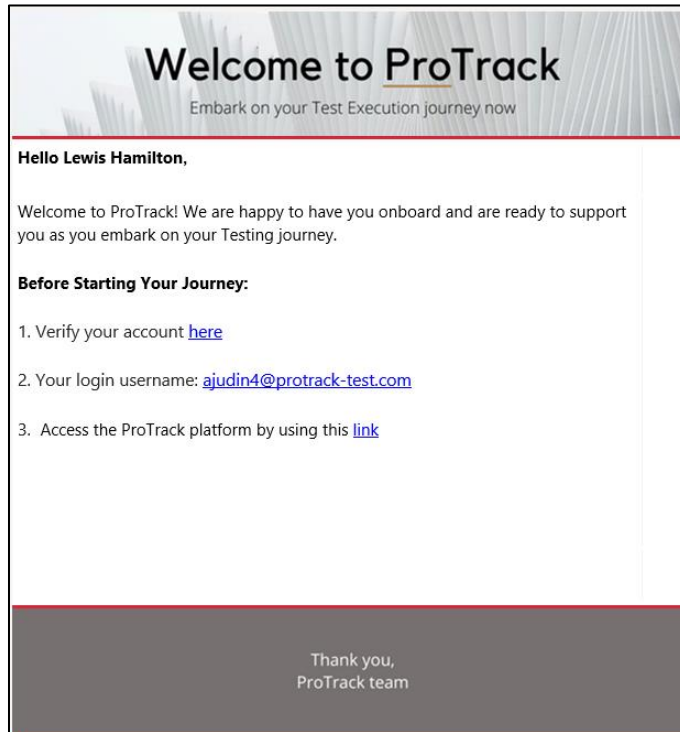 Welcome to ProTrack
Embark on your Test Execution journey now
Hello Lewis Hamilton,
Welcome to ProTrack! We are happy to have you onboard and are ready to support
you as you embark on your Testing journey.
Before Starting Your Journey:
1. Verify your account here
2. Your login username: ajudin4@protrack-test.com
3. Access the ProTrack platform by using this link
Thank you,
ProTrack team